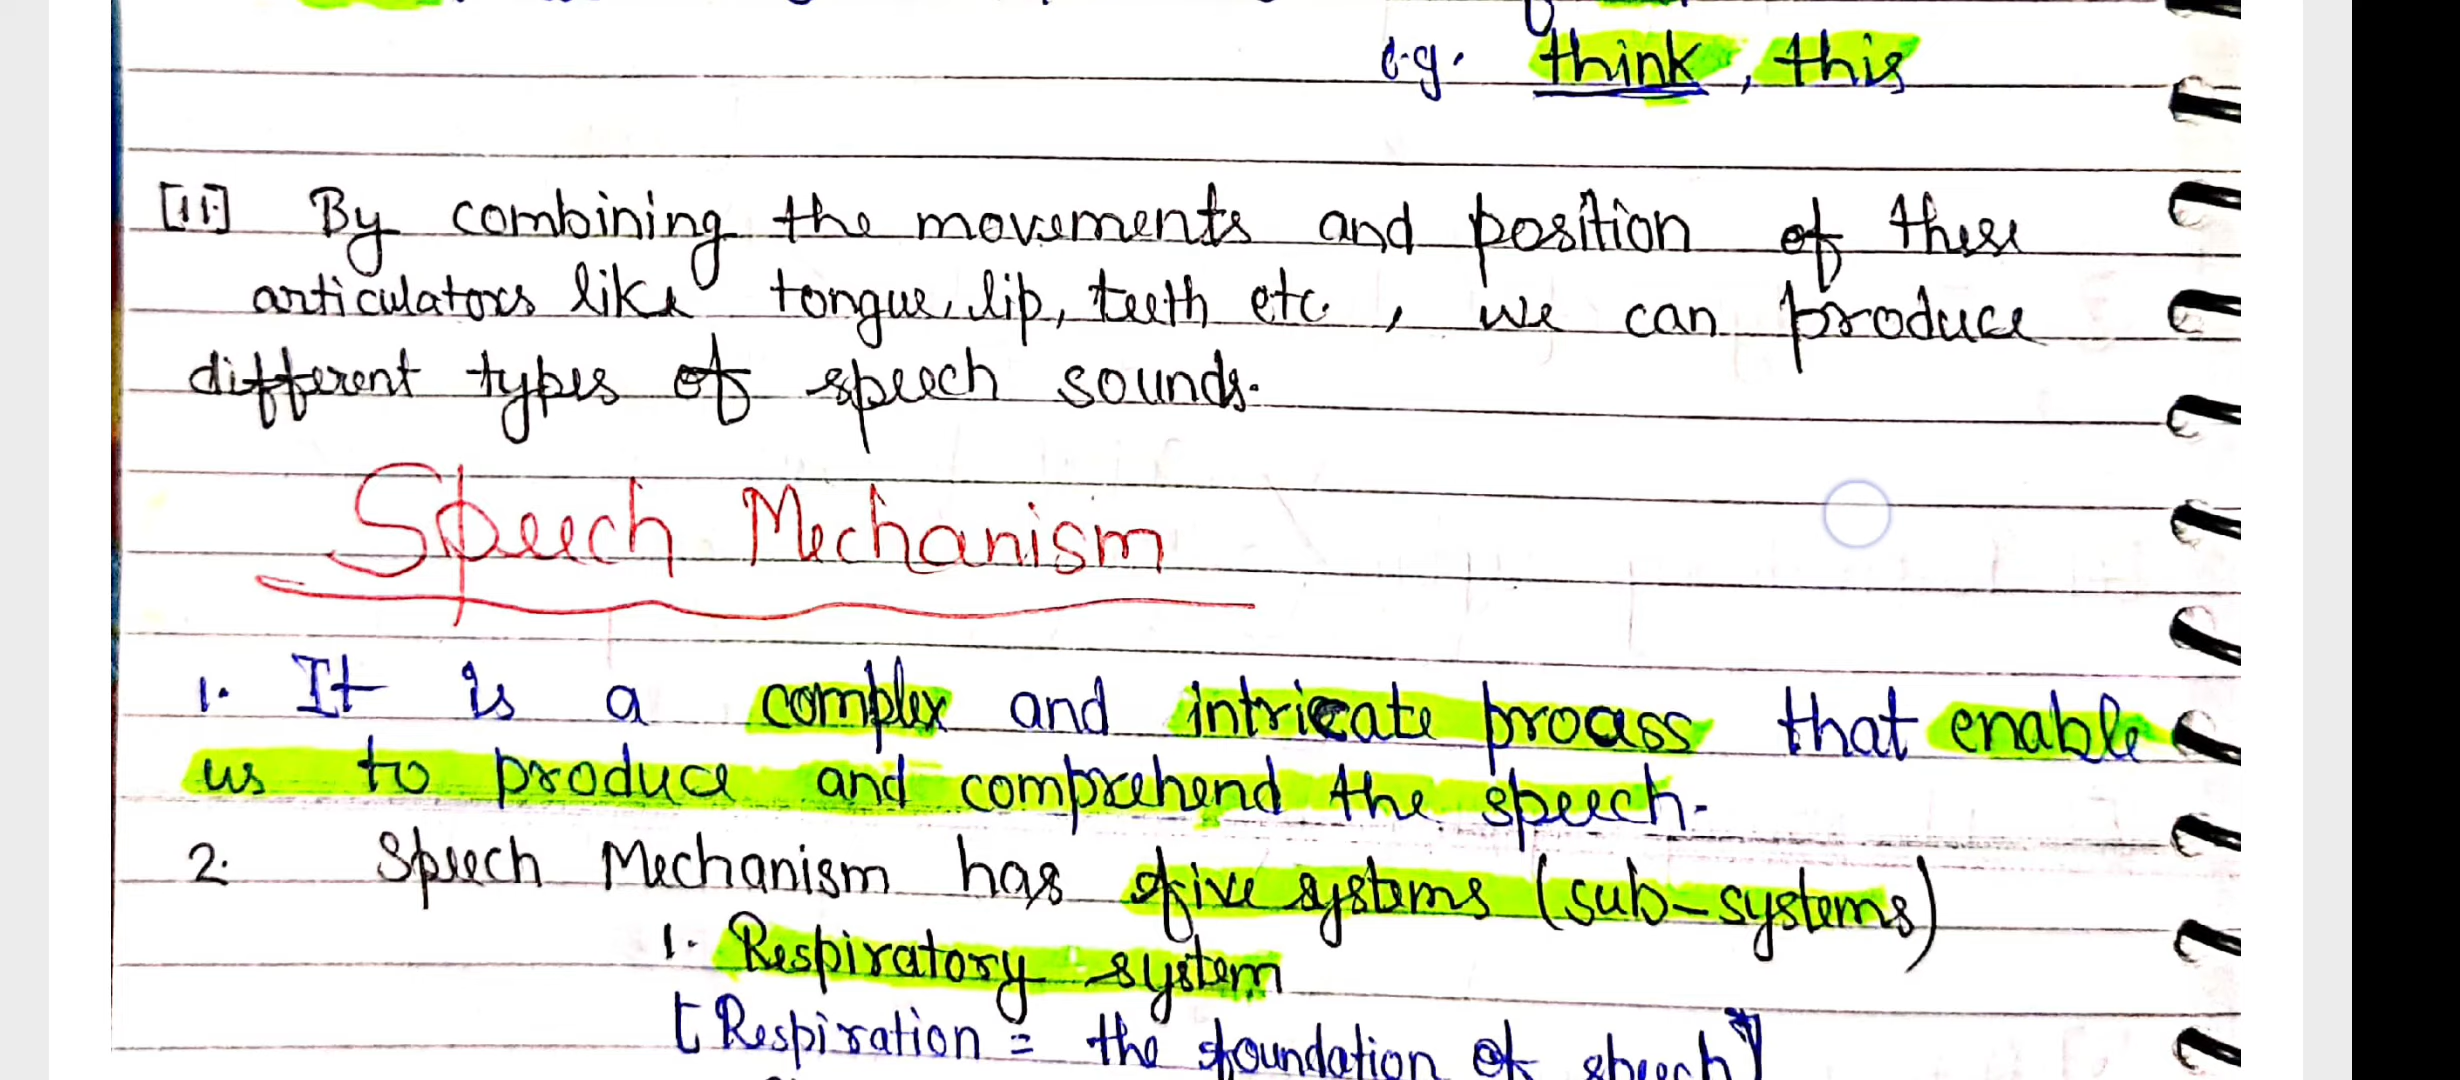 e.g. think, this
[ii] By combining the movements and position of these
articulators like tongue, lip, teeth etc, we can produce
different types of speech sounds.
Speech Mechanism
1. It is a complex and intricate process that enable
us to produce and comprehend the speech.
2. Speech Mechanism has five systems (sub-systems)
1. Respiratory system
[Respiration = the foundation of speech]